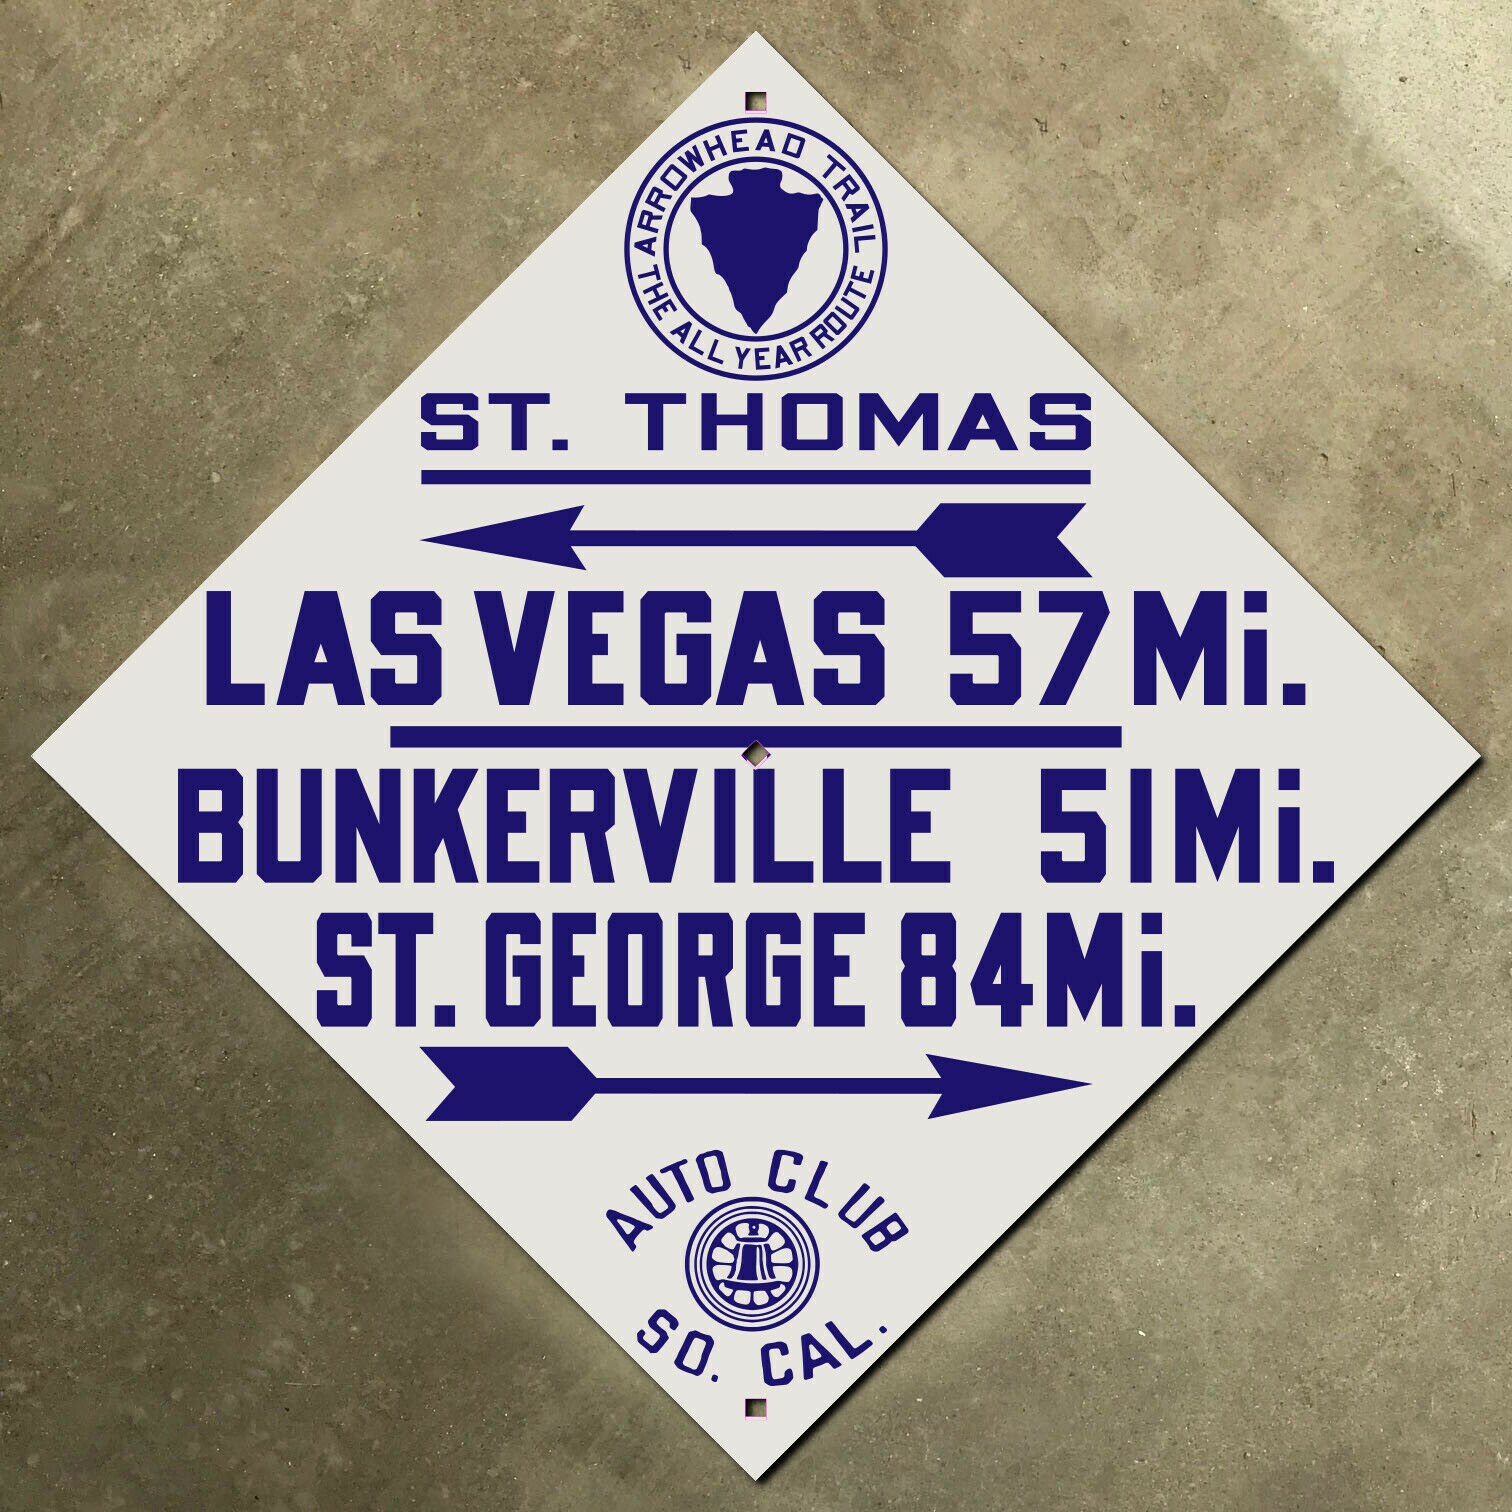 ARROWHEAD TRAIL
THE ALL YEAR ROUTE
ST. THOMAS
LAS VEGAS 57 Mi.
BUNKERVILLE 51 Mi.
ST. GEORGE 84 Mi.
AUTO CLUB
SO. CAL.